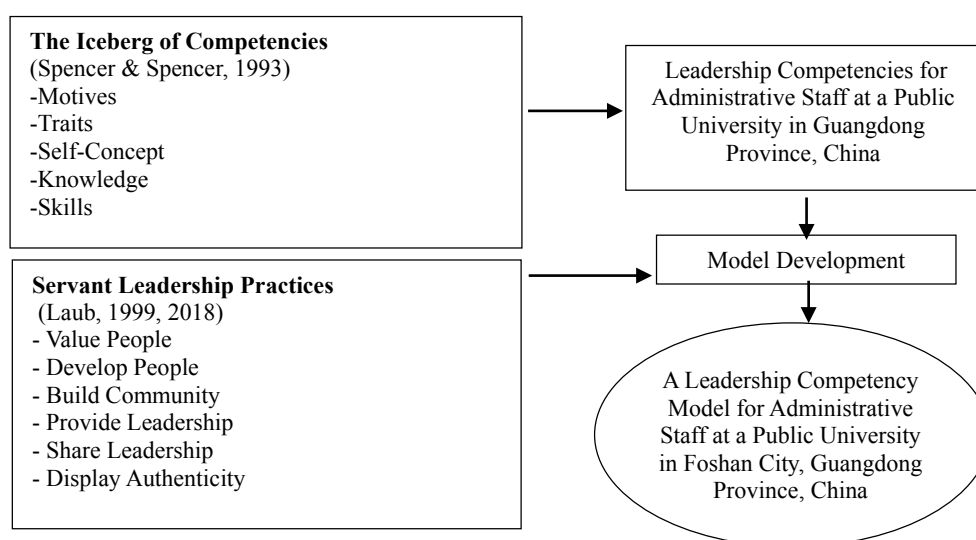 The Iceberg of Competencies
(Spencer & Spencer, 1993)
-Motives
-Traits
-Self-Concept
-Knowledge
-Skills
Servant Leadership Practices
(Laub, 1999, 2018)
- Value People
- Develop People
- Build Community
- Provide Leadership
- Share Leadership
- Display Authenticity
Leadership Competencies for
Administrative Staff at a Public
University in Guangdong
Province, China
Model Development
A Leadership Competency
Model for Administrative
Staff at a Public University
in Foshan City, Guangdong
Province, China